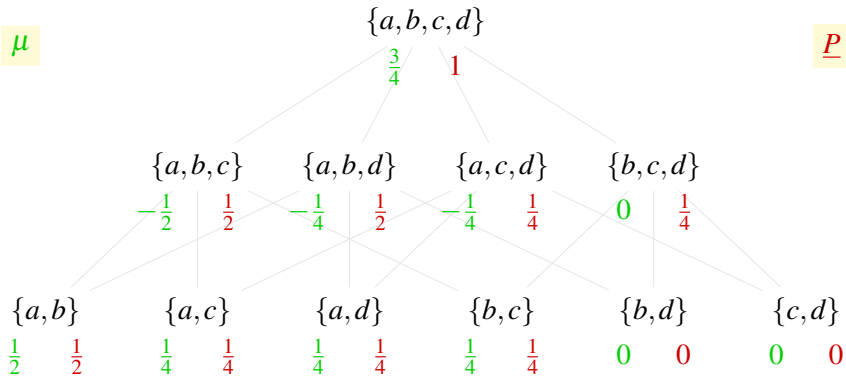 {a,b,c,d}
μ P
3/4 1
{a,b,c} {a,b,d} {a,c,d} {b,c,d}
−1/2 1/2 −1/4 1/2 −1/4 1/4 0 1/4
{a,b} {a,c} {a,d} {b,c} {b,d} {c,d}
1/2 1/2 1/4 1/4 1/4 1/4 1/4 1/4 0 0 0 0